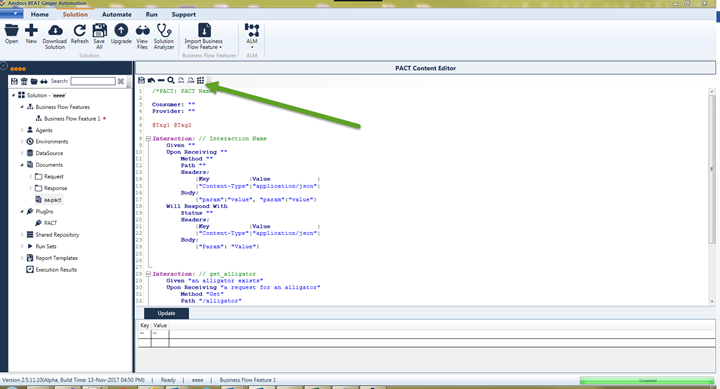 Amdocs BEAT Ginger Automation
Home Solution Automate Run Support
Open New Download Solution Refresh Save All Upgrade View Files Solution Analyzer Import Business Flow Feature ALM
Solution Business Flow Features ALM
eeee
PACT Content Editor
Search:
Solution - 'eeee'
Business Flow Features
Business Flow Feature 1 *
Agents
Environments
DataSource
Documents
Request
Response
aa.pact
PlugIns
PACT
Shared Repository
Run Sets
Report Templates
Execution Results
1 /*PACT: PACT Name
2
3 Consumer: ""
4 Provider: ""
5
6 @Tag1 @Tag2
7
8 Interaction: // Interaction Name
9 Given ""
10 Upon Receiving ""
11 Method ""
12 Path ""
13 Headers:
14 |Key |Value |
15 |"Content-Type"|"application/json"|
16 Body:
17 {"param":"value", "param":"value"}
18 Will Respond With
19 Status ""
20 Headers:
21 |Key |Value |
22 |"Content-Type"|"application/json"|
23 Body:
24 {"Param": "Value"}
25
26
27
28 Interaction: // get_alligator
29 Given "an alligator exists"
30 Upon Receiving "a request for an alligator"
31 Method "Get"
32 Path "/alligator"
Update
Key Value
Version 2.5.11.10(Alpha, Build Time: 13-Nov-2017 04:50 PM) | Ready | eeee | Business Flow Feature 1
Completed